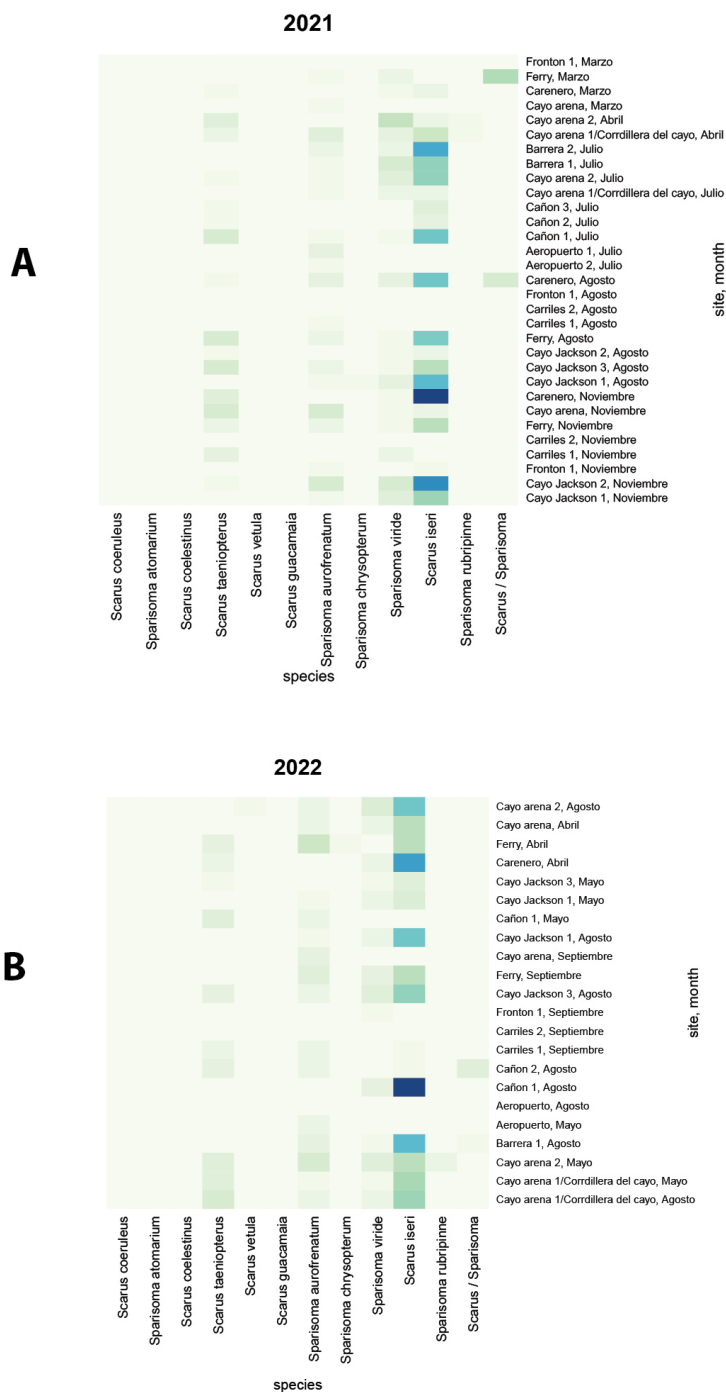 2021
A
Fronton 1, Marzo
Ferry, Marzo
Carenero, Marzo
Cayo arena, Marzo
Cayo arena 2, Abril
Cayo arena 1/Corrdillera del cayo, Abril
Barrera 2, Julio
Barrera 1, Julio
Cayo arena 2, Julio
Cayo arena 1/Corrdillera del cayo, Julio
Cañon 3, Julio
Cañon 2, Julio
Cañon 1, Julio
Aeropuerto 1, Julio
Aeropuerto 2, Julio
Carenero, Agosto
Fronton 1, Agosto
Carriles 2, Agosto
Carriles 1, Agosto
Ferry, Agosto
Cayo Jackson 2, Agosto
Cayo Jackson 3, Agosto
Cayo Jackson 1, Agosto
Carenero, Noviembre
Cayo arena, Noviembre
Ferry, Noviembre
Carriles 2, Noviembre
Carriles 1, Noviembre
Fronton 1, Noviembre
Cayo Jackson 2, Noviembre
Cayo Jackson 1, Noviembre
site, month
Scarus coeruleus
Sparisoma atomarium
Scarus coelestinus
Scarus taeniopterus
Scarus vetula
Scarus guacamaia
Sparisoma aurofrenatum
Sparisoma chrysopterum
Sparisoma viride
Scarus iseri
Sparisoma rubripinne
Scarus / Sparisoma
species
2022
B
Cayo arena 2, Agosto
Cayo arena, Abril
Ferry, Abril
Carenero, Abril
Cayo Jackson 3, Mayo
Cayo Jackson 1, Mayo
Cañon 1, Mayo
Cayo Jackson 1, Agosto
Cayo arena, Septiembre
Ferry, Septiembre
Cayo Jackson 3, Agosto
Fronton 1, Septiembre
Carriles 2, Septiembre
Carriles 1, Septiembre
Cañon 2, Agosto
Cañon 1, Agosto
Aeropuerto, Agosto
Aeropuerto, Mayo
Barrera 1, Agosto
Cayo arena 2, Mayo
Cayo arena 1/Corrdillera del cayo, Mayo
Cayo arena 1/Corrdillera del cayo, Agosto
site, month
Scarus coeruleus
Sparisoma atomarium
Scarus coelestinus
Scarus taeniopterus
Scarus vetula
Scarus guacamaia
Sparisoma aurofrenatum
Sparisoma chrysopterum
Sparisoma viride
Scarus iseri
Sparisoma rubripinne
Scarus / Sparisoma
species